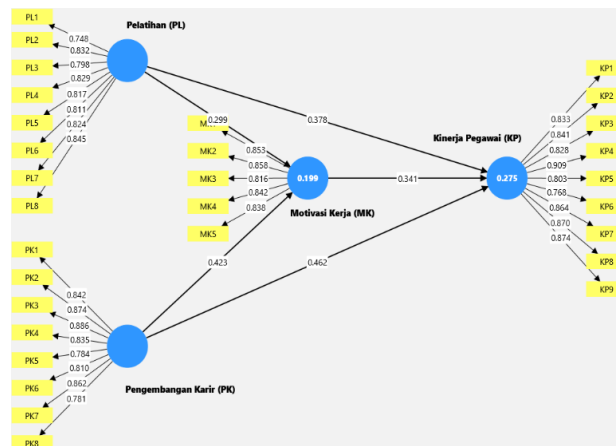 Pelatihan (PL)
PL1
PL2
PL3
PL4
PL5
PL6
PL7
PL8
0.748
0.832
0.798
0.829
0.817
0.811
0.824
0.845
0.299
0.378
MK2
MK3
MK4
MK5
0.853
0.858
0.816
0.842
0.838
0.199
Motivasi Kerja (MK)
0.341
Kinerja Pegawai (KP)
0.275
KP1
KP2
KP3
KP4
KP5
KP6
KP7
KP8
KP9
0.833
0.841
0.828
0.909
0.803
0.768
0.864
0.870
0.874
0.423
0.462
PK1
PK2
PK3
PK4
PK5
PK6
PK7
PK8
0.842
0.874
0.886
0.835
0.784
0.810
0.862
0.781
Pengembangan Karir (PK)